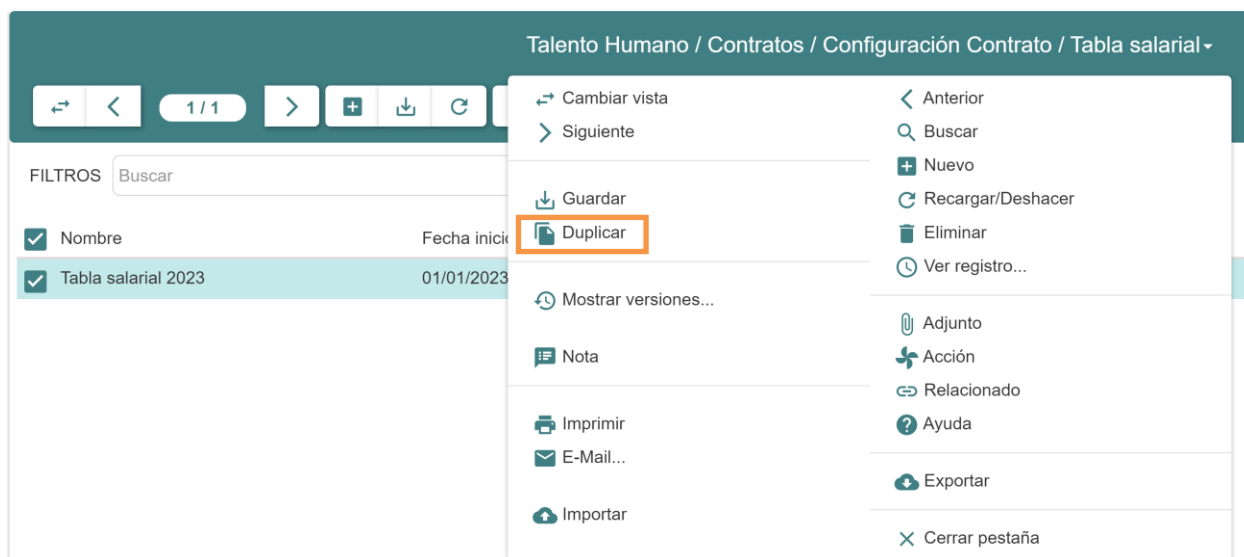 Talento Humano / Contratos / Configuración Contrato / Tabla salarial
1 / 1
Cambiar vista
Anterior
Siguiente
Buscar
Nuevo
Guardar
Recargar/Deshacer
Duplicar
Eliminar
Ver registro...
Mostrar versiones...
Adjunto
Nota
Acción
Relacionado
Imprimir
Ayuda
E-Mail...
Exportar
Importar
Cerrar pestaña
FILTROS Buscar
Nombre Fecha inicio
Tabla salarial 2023 01/01/2023